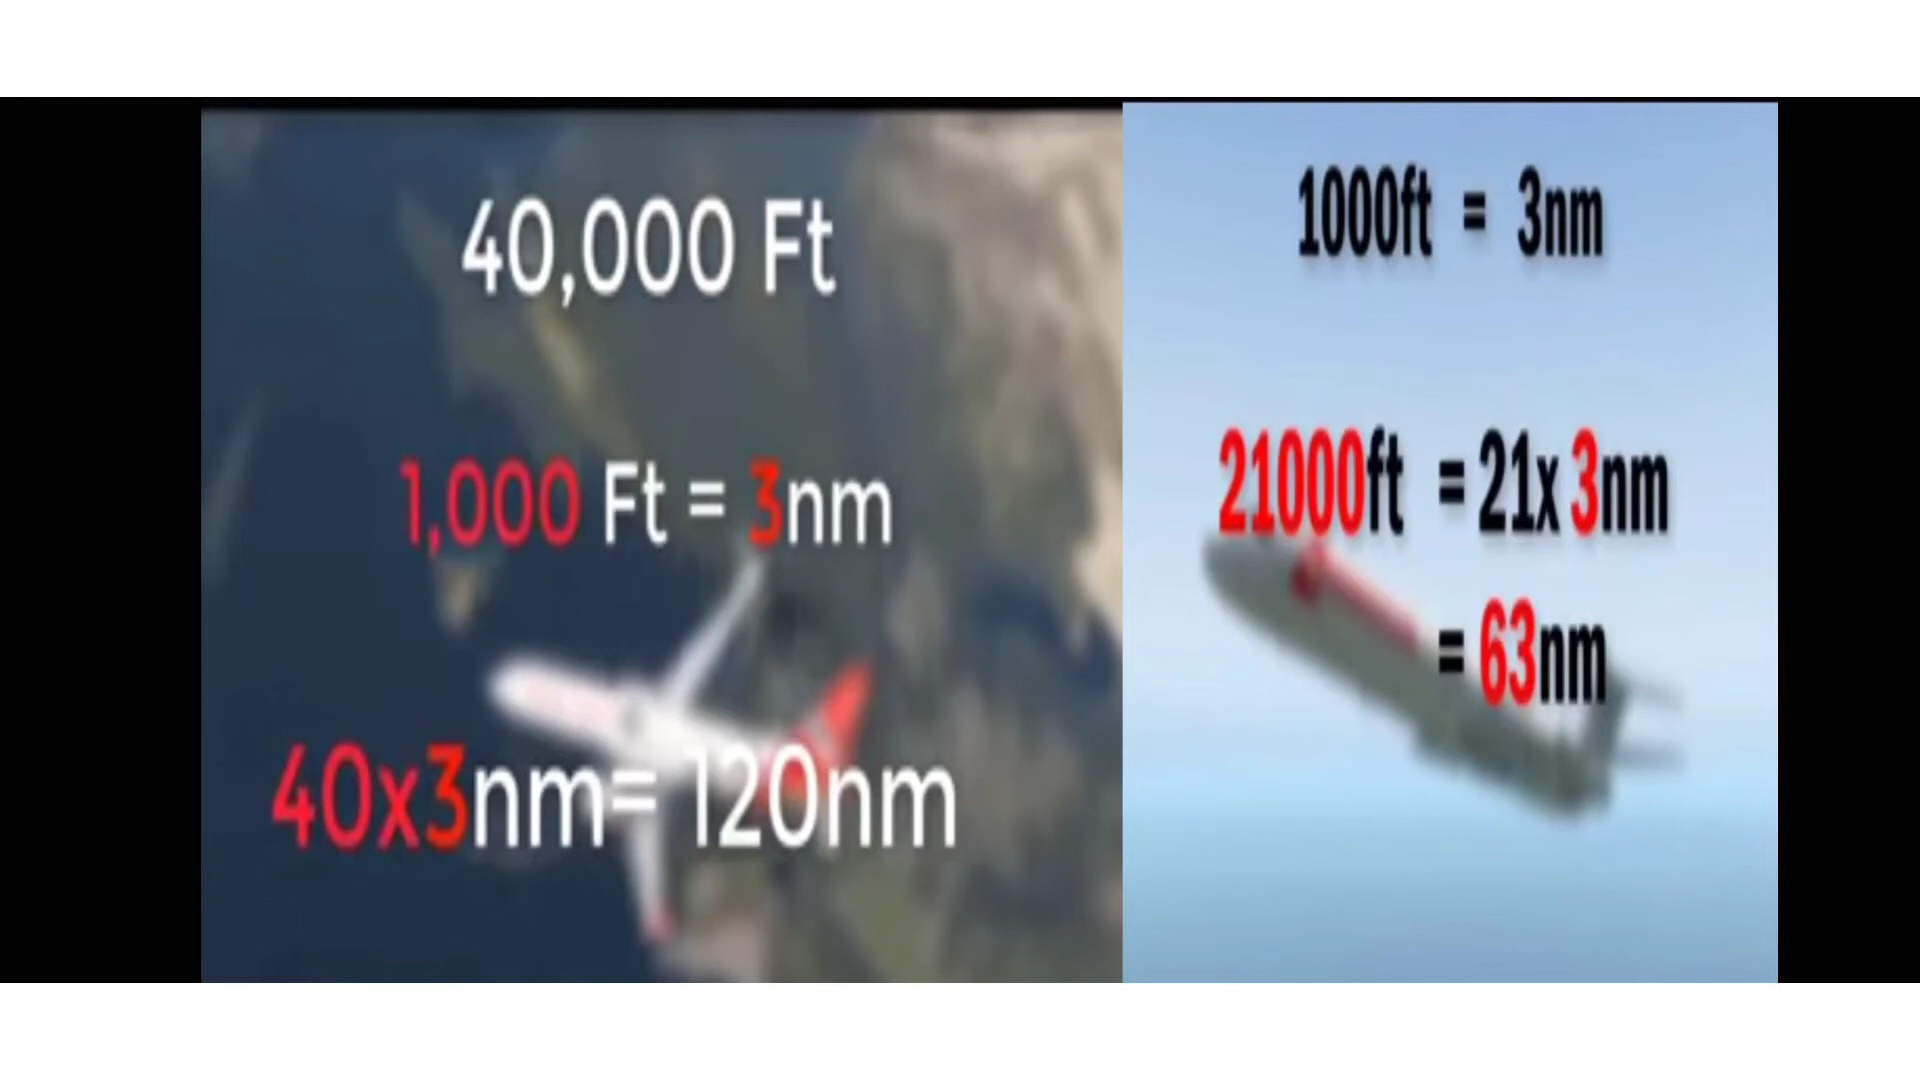 40,000 Ft
1,000 Ft = 3nm
40x3nm= 120nm
1000ft = 3nm
21000ft = 21x 3nm
= 63nm